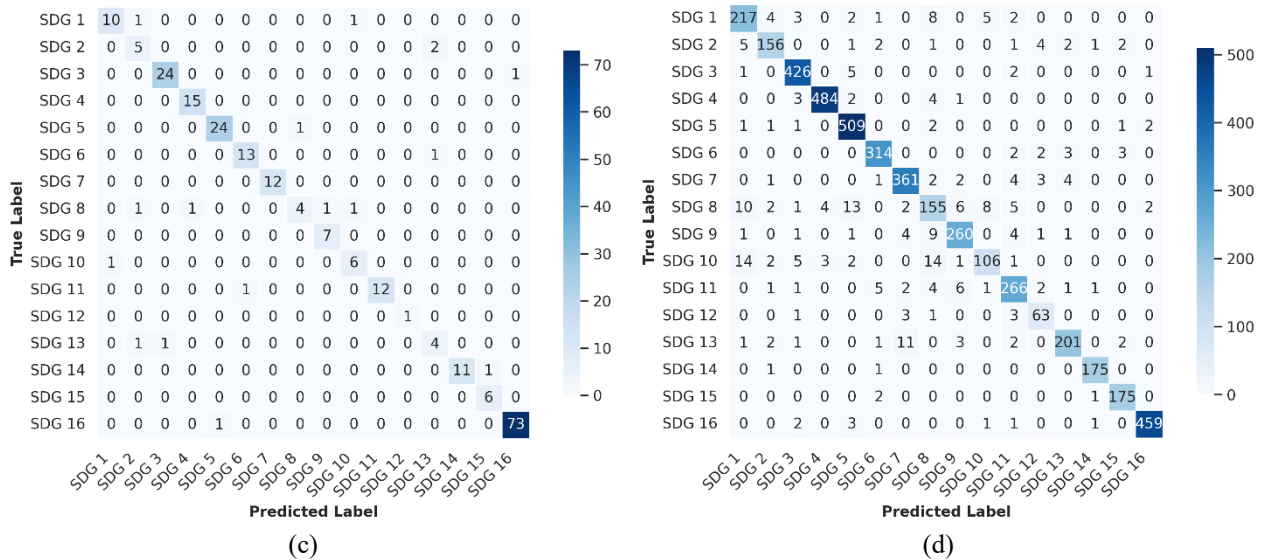 True Label
SDG 1 10 1 0 0 0 0 0 0 0 1 0 0 0 0 0 0
SDG 2 0 5 0 0 0 0 0 0 0 0 0 0 2 0 0 0
SDG 3 0 0 24 0 0 0 0 0 0 0 0 0 0 0 0 1
SDG 4 0 0 0 15 0 0 0 0 0 0 0 0 0 0 0 0
SDG 5 0 0 0 0 24 0 0 1 0 0 0 0 0 0 0 0
SDG 6 0 0 0 0 0 13 0 0 0 0 0 0 1 0 0 0
SDG 7 0 0 0 0 0 0 12 0 0 0 0 0 0 0 0 0
SDG 8 0 1 0 1 0 0 0 4 1 1 0 0 0 0 0 0
SDG 9 0 0 0 0 0 0 0 0 7 0 0 0 0 0 0 0
SDG 10 1 0 0 0 0 0 0 0 0 6 0 0 0 0 0 0
SDG 11 0 0 0 0 0 1 0 0 0 0 12 0 0 0 0 0
SDG 12 0 0 0 0 0 0 0 0 0 0 0 1 0 0 0 0
SDG 13 0 1 1 0 0 0 0 0 0 0 0 0 4 0 0 0
SDG 14 0 0 0 0 0 0 0 0 0 0 0 0 0 11 1 0
SDG 15 0 0 0 0 0 0 0 0 0 0 0 0 0 0 6 0
SDG 16 0 0 0 0 1 0 0 0 0 0 0 0 0 0 0 73
SDG 1 SDG 2 SDG 3 SDG 4 SDG 5 SDG 6 SDG 7 SDG 8 SDG 9 SDG 10 SDG 11 SDG 12 SDG 13 SDG 14 SDG 15 SDG 16
Predicted Label
70
60
50
40
30
20
10
0
(c)
True Label
SDG 1 217 4 3 0 2 1 0 8 0 5 2 0 0 0 0 0
SDG 2 5 156 0 0 1 2 0 1 0 0 1 4 2 1 2 0
SDG 3 1 0 426 0 5 0 0 0 0 0 2 0 0 0 0 1
SDG 4 0 0 3 484 2 0 0 4 1 0 0 0 0 0 0 0
SDG 5 1 1 1 0 509 0 0 2 0 0 0 0 0 0 1 2
SDG 6 0 0 0 0 0 314 0 0 0 0 2 2 3 0 3 0
SDG 7 0 1 0 0 0 1 361 2 2 0 4 3 4 0 0 0
SDG 8 10 2 1 4 13 0 2 155 6 8 5 0 0 0 0 2
SDG 9 1 0 1 0 1 0 4 9 260 0 4 1 1 0 0 0
SDG 10 14 2 5 3 2 0 0 14 1 106 1 0 0 0 0 0
SDG 11 0 1 1 0 0 5 2 4 6 1 266 2 1 1 0 0
SDG 12 0 0 1 0 0 0 3 1 0 0 3 63 0 0 0 0
SDG 13 1 2 1 0 0 1 11 0 3 0 2 0 201 0 2 0
SDG 14 0 1 0 0 0 1 0 0 0 0 0 0 0 175 0 0
SDG 15 0 0 0 0 0 2 0 0 0 0 0 0 0 1 175 0
SDG 16 0 0 2 0 3 0 0 0 0 1 1 0 0 1 0 459
SDG 1 SDG 2 SDG 3 SDG 4 SDG 5 SDG 6 SDG 7 SDG 8 SDG 9 SDG 10 SDG 11 SDG 12 SDG 13 SDG 14 SDG 15 SDG 16
Predicted Label
500
400
300
200
100
0
(d)